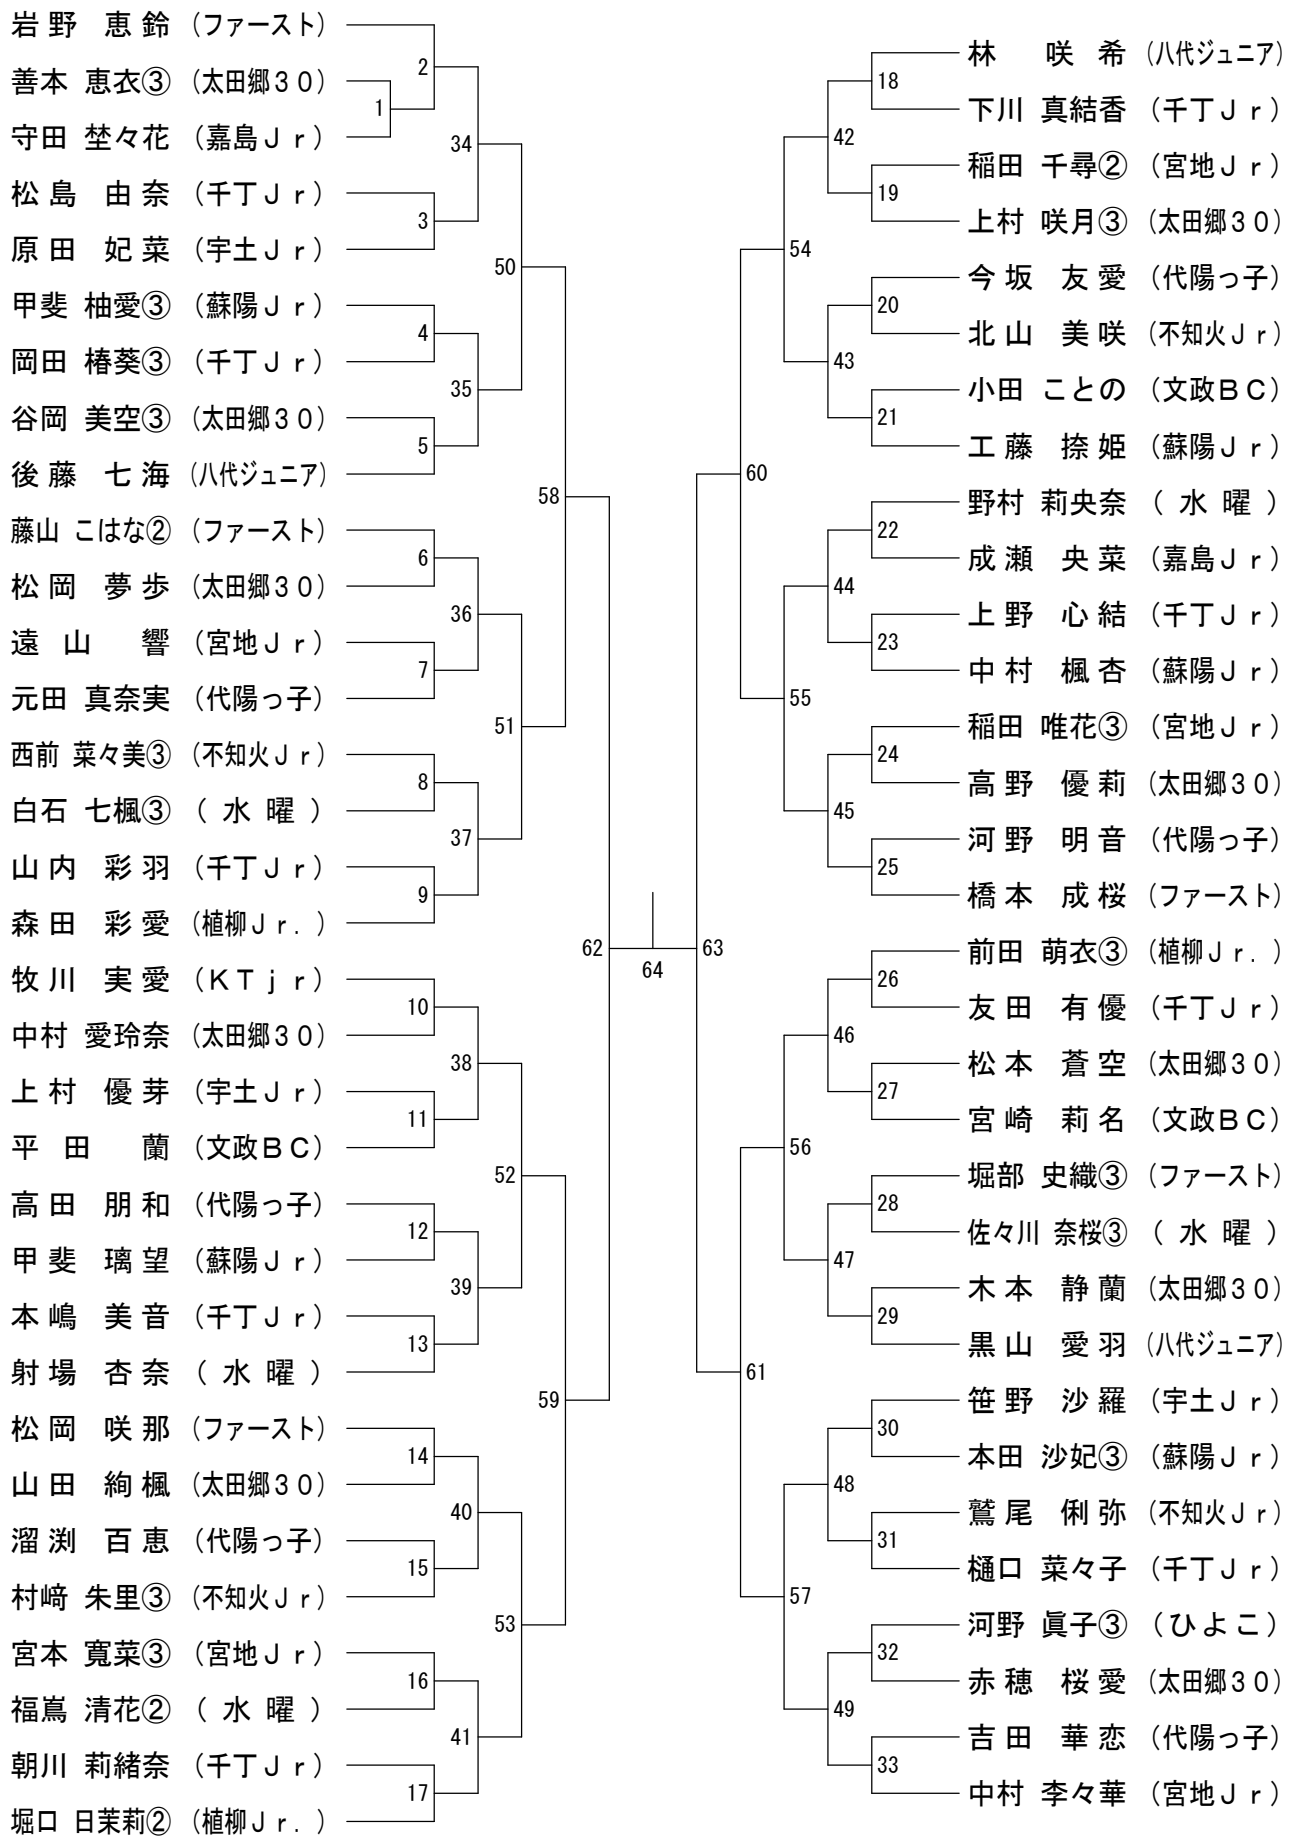 岩野 恵鈴 (ファースト)
善本 恵衣③ (太田郷30)
守田 埜々花 (嘉島Jr)
松島 由奈 (千丁Jr)
原田 妃菜 (宇土Jr)
甲斐 柚愛③ (蘇陽Jr)
岡田 椿葵③ (千丁Jr)
谷岡 美空③ (太田郷30)
後藤 七海 (八代ジュニア)
藤山 こはな② (ファースト)
松岡 夢歩 (太田郷30)
遠山 響 (宮地Jr)
元田 真奈実 (代陽っ子)
西前 菜々美③ (不知火Jr)
白石 七楓③ (水曜)
山内 彩羽 (千丁Jr)
森田 彩愛 (植柳Jr.)
牧川 実愛 (KTjr)
中村 愛玲奈 (太田郷30)
上村 優芽 (宇土Jr)
平田 蘭 (文政BC)
高田 朋和 (代陽っ子)
甲斐 璃望 (蘇陽Jr)
本嶋 美音 (千丁Jr)
射場 杏奈 (水曜)
松岡 咲那 (ファースト)
山田 絢楓 (太田郷30)
溜渕 百恵 (代陽っ子)
村﨑 朱里③ (不知火Jr)
宮本 寛菜③ (宮地Jr)
福嶌 清花② (水曜)
朝川 莉緒奈 (千丁Jr)
堀口 日茉莉② (植柳Jr.)
1
2
3
4
5
6
7
8
9
10
11
12
13
14
15
16
17
34
35
36
37
38
39
40
41
50
51
52
53
58
59
62
64
63
60
61
54
55
56
57
42
43
44
45
46
47
48
49
18
19
20
21
22
23
24
25
26
27
28
29
30
31
32
33
林 咲希 (八代ジュニア)
下川 真結香 (千丁Jr)
稲田 千尋② (宮地Jr)
上村 咲月③ (太田郷30)
今坂 友愛 (代陽っ子)
北山 美咲 (不知火Jr)
小田 ことの (文政BC)
工藤 捺姫 (蘇陽Jr)
野村 莉央奈 (水曜)
成瀬 央菜 (嘉島Jr)
上野 心結 (千丁Jr)
中村 楓杏 (蘇陽Jr)
稲田 唯花③ (宮地Jr)
高野 優莉 (太田郷30)
河野 明音 (代陽っ子)
橋本 成桜 (ファースト)
前田 萌衣③ (植柳Jr.)
友田 有優 (千丁Jr)
松本 蒼空 (太田郷30)
宮崎 莉名 (文政BC)
堀部 史織③ (ファースト)
佐々川 奈桜③ (水曜)
木本 静蘭 (太田郷30)
黒山 愛羽 (八代ジュニア)
笹野 沙羅 (宇土Jr)
本田 沙妃③ (蘇陽Jr)
鷲尾 俐弥 (不知火Jr)
樋口 菜々子 (千丁Jr)
河野 眞子③ (ひよこ)
赤穂 桜愛 (太田郷30)
吉田 華恋 (代陽っ子)
中村 李々華 (宮地Jr)